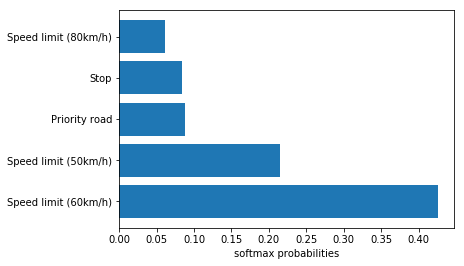 Speed limit (80km/h)
Stop
Priority road
Speed limit (50km/h)
Speed limit (60km/h)
0.00 0.05 0.10 0.15 0.20 0.25 0.30 0.35 0.40
softmax probabilities